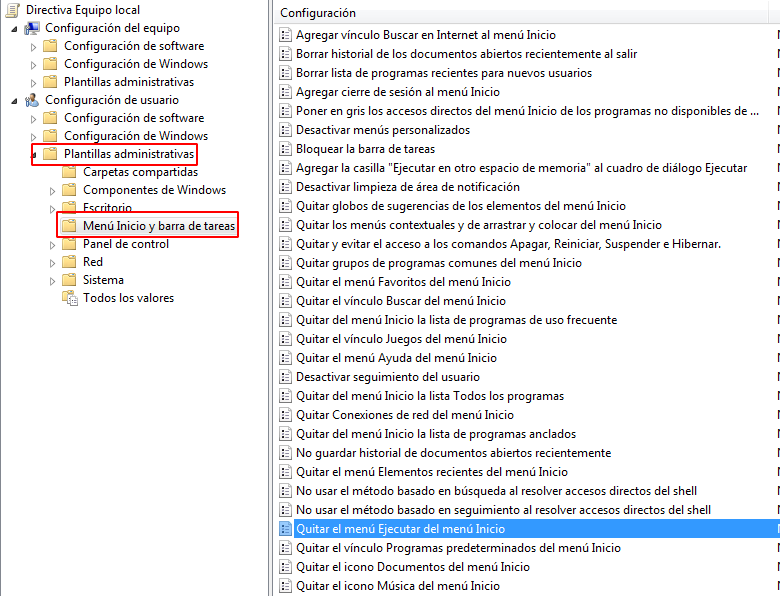 Directiva Equipo local
Configuración del equipo
Configuración de software
Configuración de Windows
Plantillas administrativas
Configuración de usuario
Configuración de software
Configuración de Windows
Plantillas administrativas
Carpetas compartidas
Componentes de Windows
Escritorio
Menú Inicio y barra de tareas
Panel de control
Red
Sistema
Todos los valores
Configuración
Agregar vínculo Buscar en Internet al menú Inicio
Borrar historial de los documentos abiertos recientemente al salir
Borrar lista de programas recientes para nuevos usuarios
Agregar cierre de sesión al menú Inicio
Poner en gris los accesos directos del menú Inicio de los programas no disponibles de ...
Desactivar menús personalizados
Bloquear la barra de tareas
Agregar la casilla "Ejecutar en otro espacio de memoria" al cuadro de diálogo Ejecutar
Desactivar limpieza de área de notificación
Quitar globos de sugerencias de los elementos del menú Inicio
Quitar los menús contextuales y de arrastrar y colocar del menú Inicio
Quitar y evitar el acceso a los comandos Apagar, Reiniciar, Suspender e Hibernar.
Quitar grupos de programas comunes del menú Inicio
Quitar el menú Favoritos del menú Inicio
Quitar el vínculo Buscar del menú Inicio
Quitar del menú Inicio la lista de programas de uso frecuente
Quitar el vínculo Juegos del menú Inicio
Quitar el menú Ayuda del menú Inicio
Desactivar seguimiento del usuario
Quitar del menú Inicio la lista Todos los programas
Quitar Conexiones de red del menú Inicio
Quitar del menú Inicio la lista de programas anclados
No guardar historial de documentos abiertos recientemente
Quitar el menú Elementos recientes del menú Inicio
No usar el método basado en búsqueda al resolver accesos directos del shell
No usar el método basado en seguimiento al resolver accesos directos del shell
Quitar el menú Ejecutar del menú Inicio
Quitar el vínculo Programas predeterminados del menú Inicio
Quitar el icono Documentos del menú Inicio
Quitar el icono Música del menú Inicio